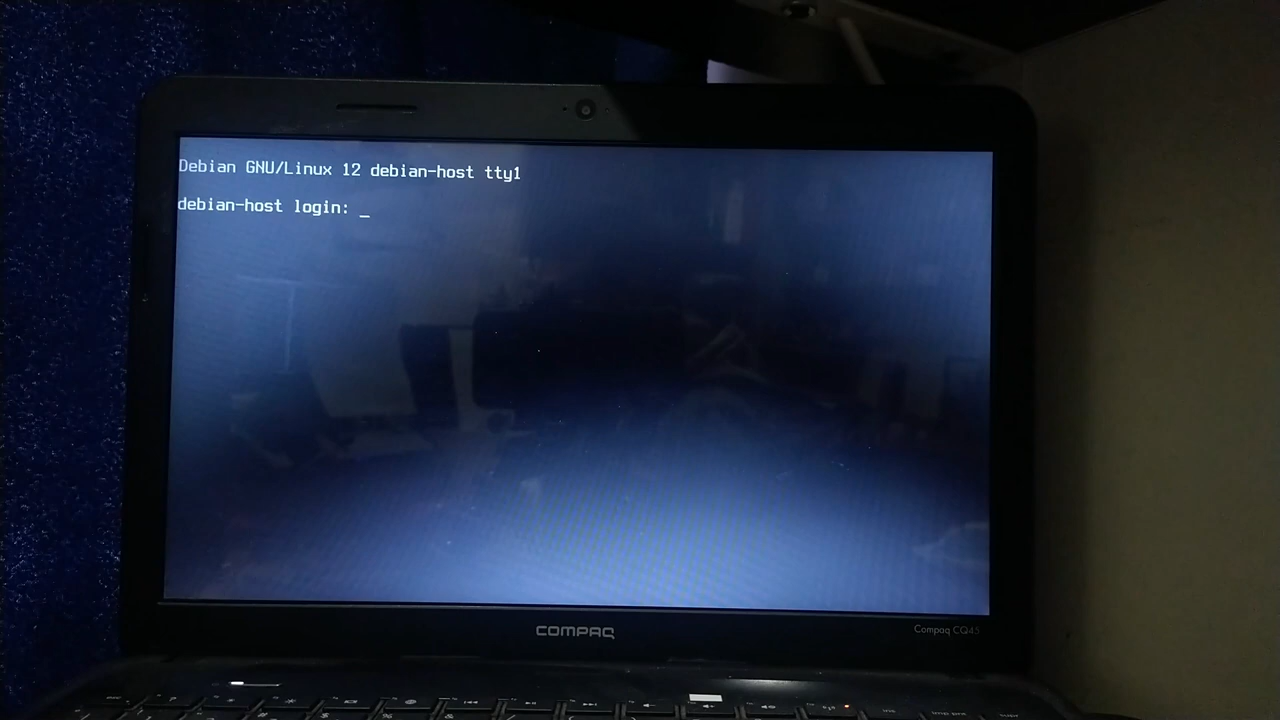 Debian GNU/Linux 12 debian-host tty1
debian-host login: _
COMPAQ
Compaq CQ45